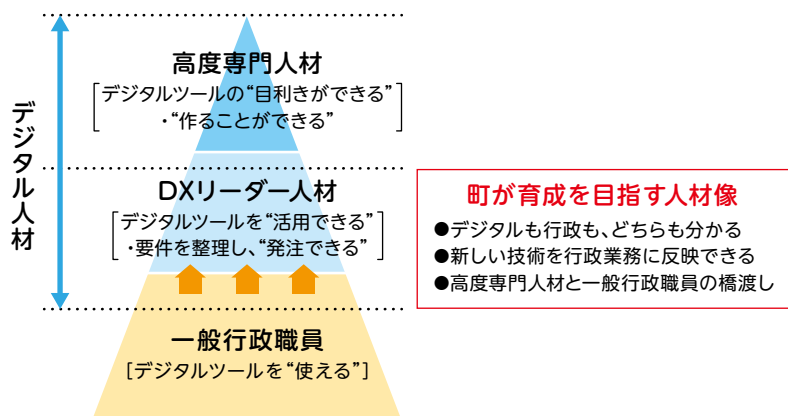 デジタル人材
高度専門人材
デジタルツールの“目利きができる”
・“作ることができる”
DXリーダー人材
デジタルツールを“活用できる”
・要件を整理し、“発注できる”
一般行政職員
[デジタルツールを“使える”]
町が育成を目指す人材像
●デジタルも行政も、どちらも分かる
●新しい技術を行政業務に反映できる
●高度専門人材と一般行政職員の橋渡し